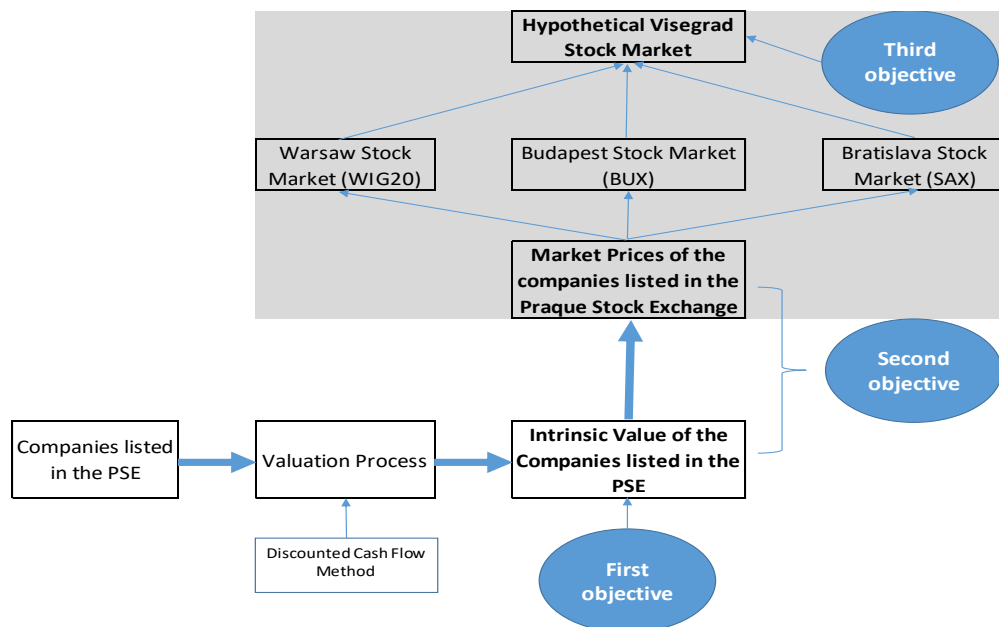 Hypothetical Visegrad
Stock Market
Third
objective
Warsaw Stock
Market (WIG20)
Budapest Stock Market
(BUX)
Bratislava Stock
Market (SAX)
Market Prices of the
companies listed in the
Praque Stock Exchange
Second
objective
Companies listed
in the PSE
Valuation Process
Intrinsic Value of the
Companies listed in the
PSE
Discounted Cash Flow
Method
First
objective